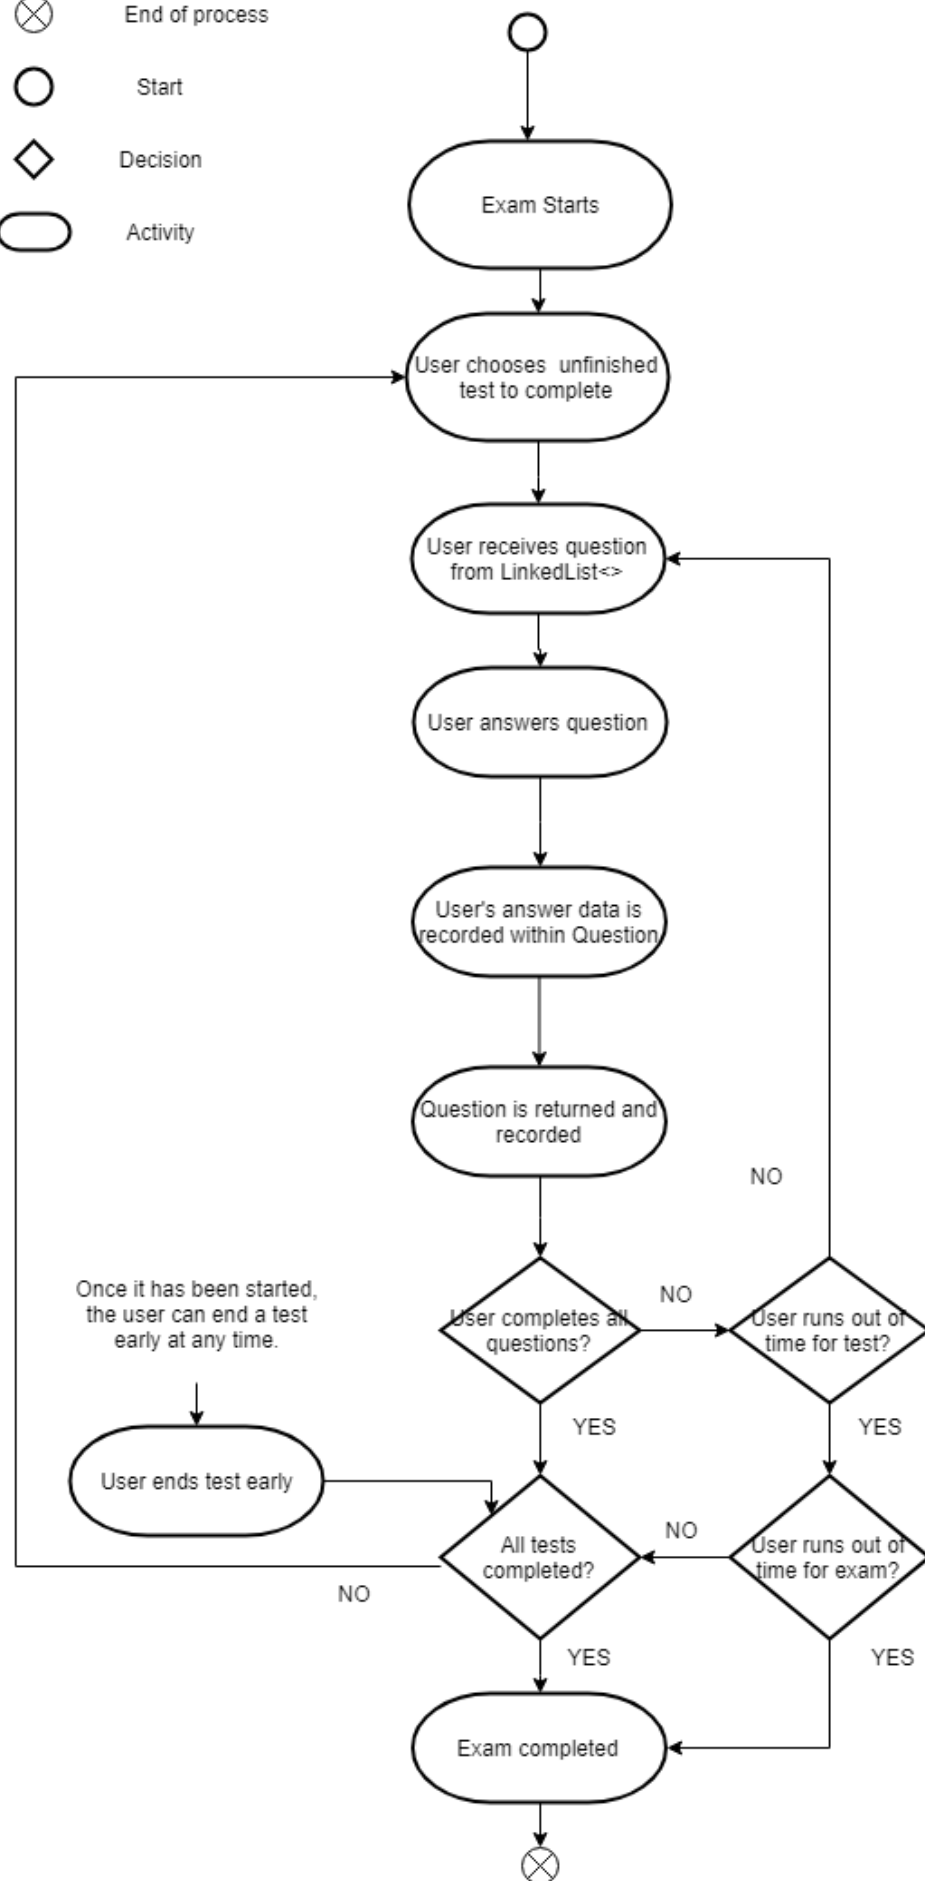 End of process
Start
Decision
Activity
Exam Starts
User chooses  unfinished
test to complete
User receives question
from LinkedList<>
User answers question
User's answer data is
recorded within Question
Question is returned and
recorded
NO
Once it has been started,
the user can end a test
early at any time.
User completes all
questions?
NO
User runs out of
time for test?
YES
YES
User ends test early
All tests
completed?
NO
User runs out of
time for exam?
NO
YES
YES
Exam completed